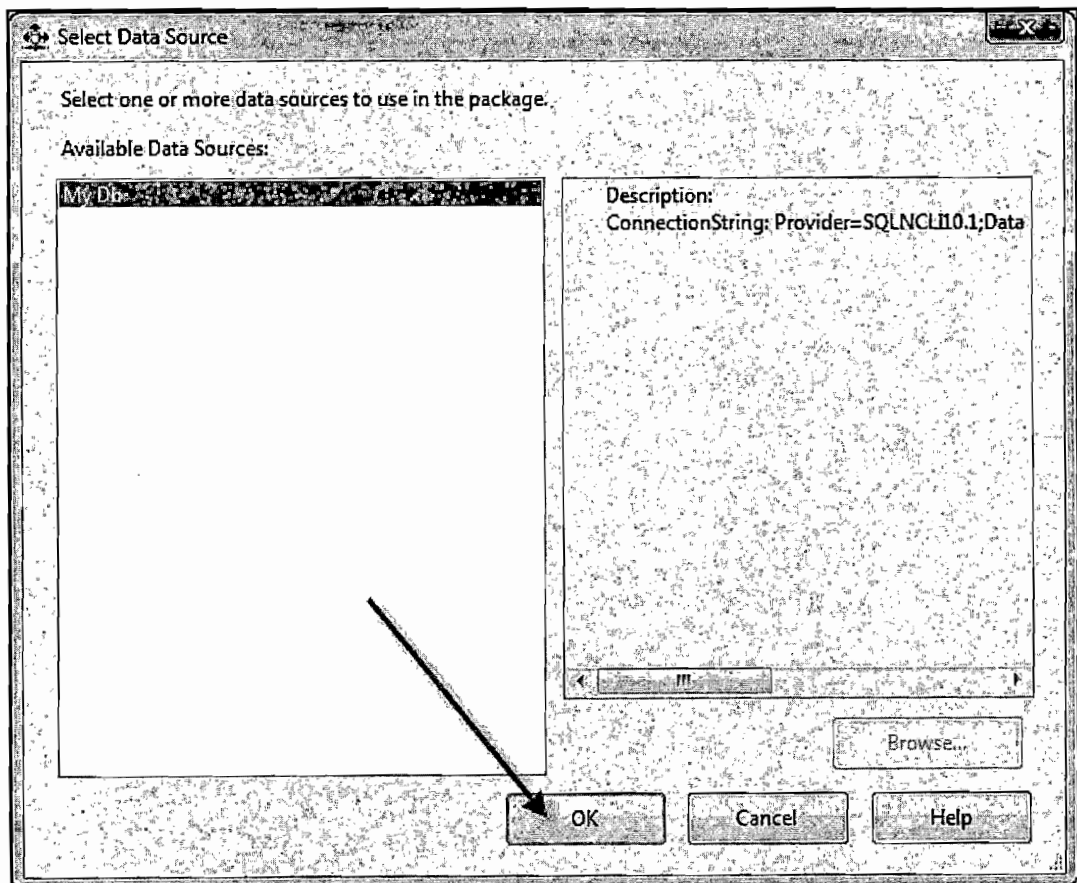 Select Data Source
Select one or more data sources to use in the package.
Available Data Sources:
My Db
Description:
ConnectionString: Provider=SQLNCLI10.1;Data
Browse...
OK
Cancel
Help